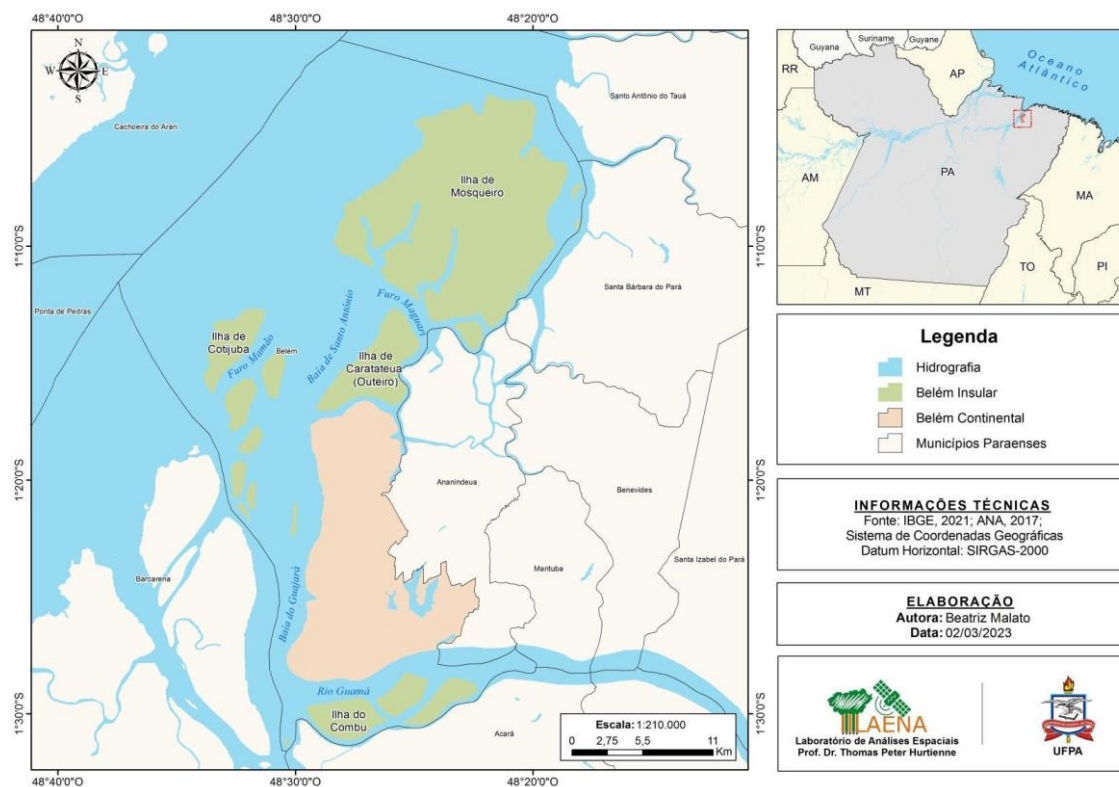 48°40'0"O
48°30'0"O
48°20'0"O
N
W
E
S
Cachoeira do Arari
Santo Antônio do Tauá
Ilha de
Mosqueiro
1°10'0"S
1°10'0"S
Santa Bárbara do Pará
Ponta de Pedras
Furo Maguari
Baía de Santo Antônio
Ilha de
Cotijuba
Furo Mamão
Belém
Ilha de
Caratateua
(Outeiro)
1°20'0"S
1°20'0"S
Ananindeua
Benevides
Barcarena
Marituba
Santa Izabel do Pará
Baía do Guajará
Rio Guamá
Ilha do
Combu
1°30'0"S
1°30'0"S
Acará
Escala: 1:210.000
0 2,75 5,5 11
Km
48°40'0"O
48°30'0"O
48°20'0"O
Guyana
Suriname
Guyane
Oceano
Atlântico
RR
AP
AM
PA
MA
TO
PI
MT
Legenda
Hidrografia
Belém Insular
Belém Continental
Municípios Paraenses
INFORMAÇÕES TÉCNICAS
Fonte: IBGE, 2021; ANA, 2017;
Sistema de Coordenadas Geográficas
Datum Horizontal: SIRGAS-2000
ELABORAÇÃO
Autora: Beatriz Malato
Data: 02/03/2023
LAENA
Laboratório de Análises Espaciais
Prof. Dr. Thomas Peter Hurtienne
UFPA